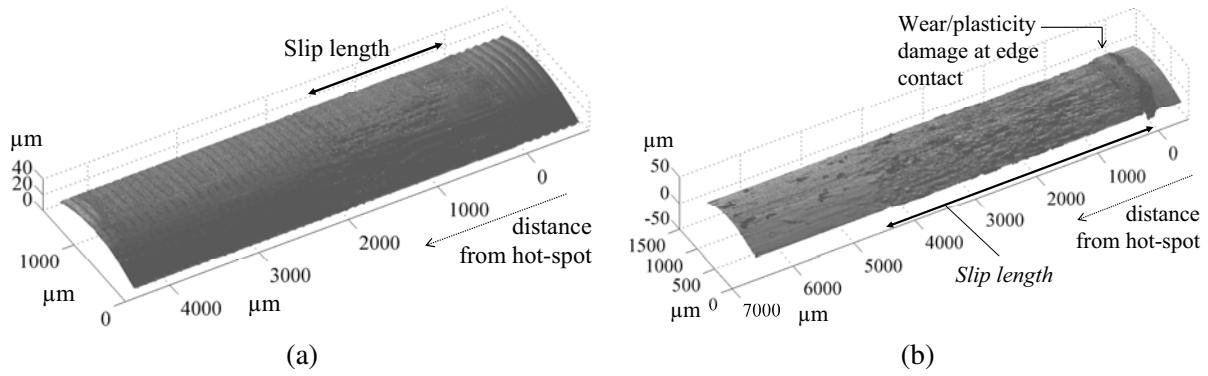 Slip length
µm
40
20
0
1000
µm
0
4000
µm
3000
2000
1000
0
distance
from hot-spot
(a)
Wear/plasticity
damage at edge
contact
µm
50
0
-50
1500
1000
500
µm 0
7000
6000
µm
5000
4000
3000
2000
1000
0
distance
from hot-spot
Slip length
(b)